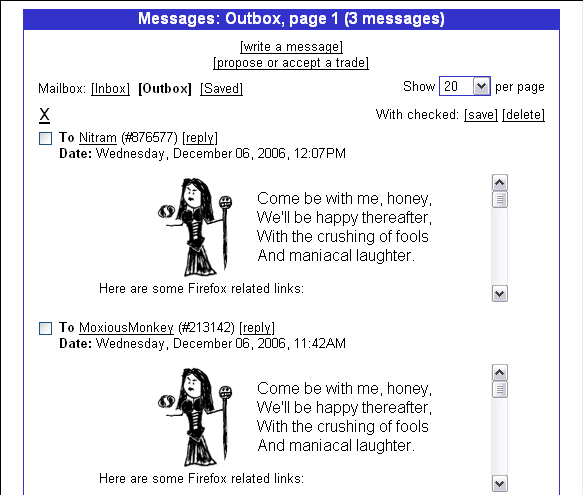 Messages: Outbox, page 1 (3 messages)
[write a message]
[propose or accept a trade]
Mailbox: [Inbox] [Outbox] [Saved] Show 20 per page
X With checked: [save] [delete]
To Nitram (#876577) [reply]
Date: Wednesday, December 06, 2006, 12:07PM
Come be with me, honey,
We'll be happy thereafter,
With the crushing of fools
And maniacal laughter.
Here are some Firefox related links:
To MoxiousMonkey (#213142) [reply]
Date: Wednesday, December 06, 2006, 11:42AM
Come be with me, honey,
We'll be happy thereafter,
With the crushing of fools
And maniacal laughter.
Here are some Firefox related links: